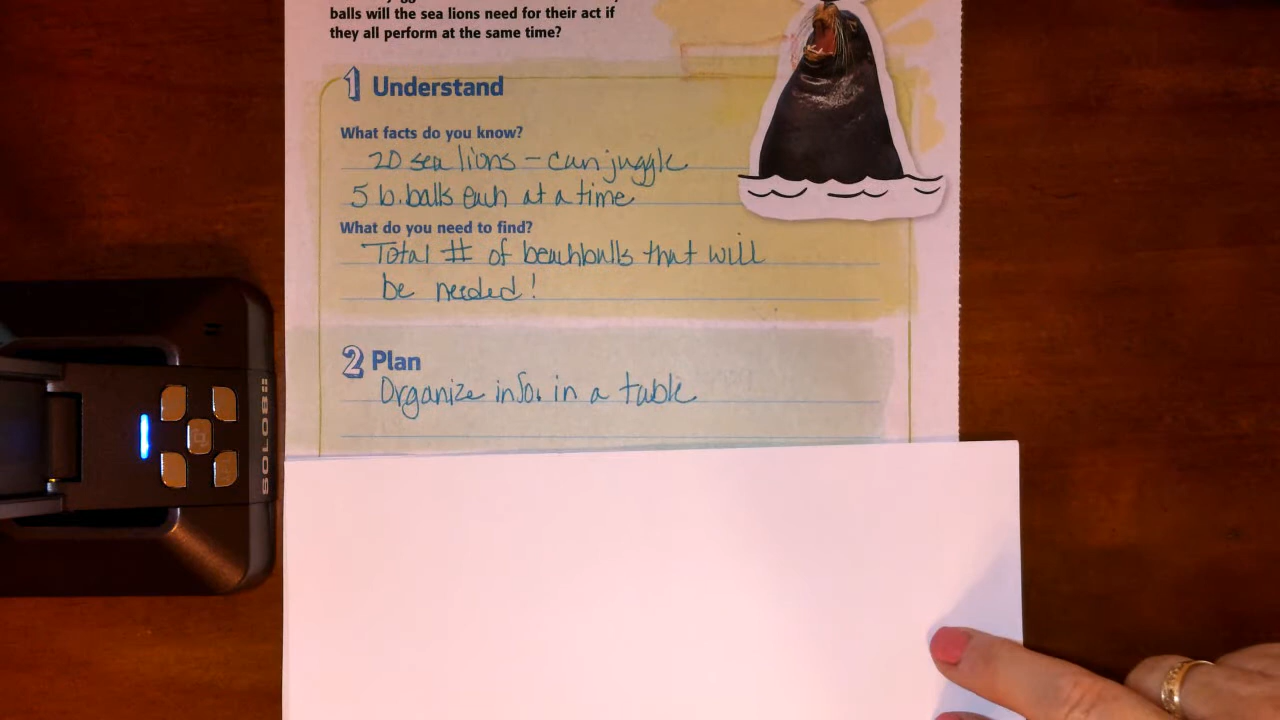 balls will the sea lions need for their act if
they all perform at the same time?
1 Understand
What facts do you know?
20 sea lions - can juggle
5 b.balls each at a time
What do you need to find?
Total # of beachballs that will
be needed!
2 Plan
Organize info. in a table
SOLO8